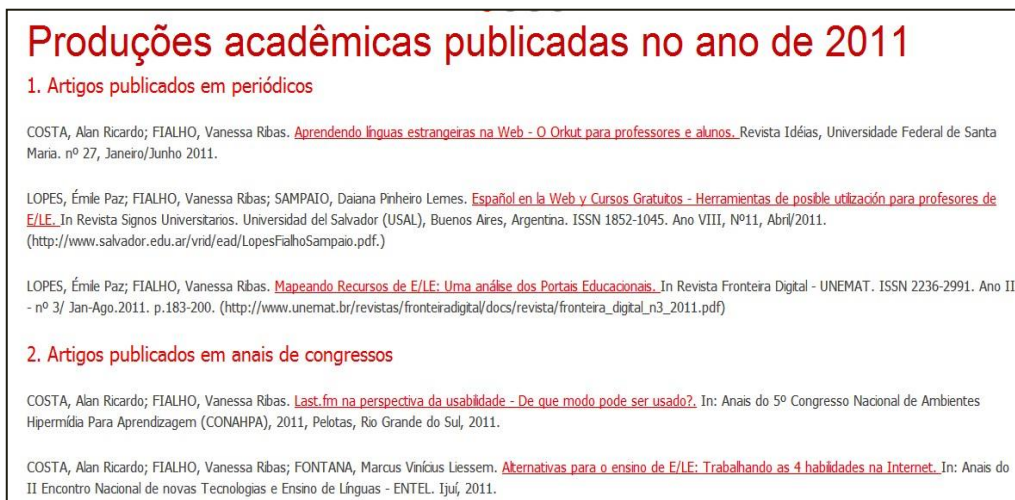 Produções acadêmicas publicadas no ano de 2011
1. Artigos publicados em periódicos
COSTA, Alan Ricardo; FIALHO, Vanessa Ribas. Aprendendo línguas estrangeiras na Web - O Orkut para professores e alunos. Revista Idéias, Universidade Federal de Santa
Maria. nº 27, Janeiro/Junho 2011.
LOPES, Émile Paz; FIALHO, Vanessa Ribas; SAMPAIO, Daiana Pinheiro Lemes. Español en la Web y Cursos Gratuitos - Herramientas de posible utilización para profesores de
E/LE. In Revista Signos Universitarios. Universidad del Salvador (USAL), Buenos Aires, Argentina. ISSN 1852-1045. Ano VIII, Nº11, Abril/2011.
(http://www.salvador.edu.ar/vrid/ead/LopesFialhoSampaio.pdf.)
LOPES, Émile Paz; FIALHO, Vanessa Ribas. Mapeando Recursos de E/LE: Uma análise dos Portais Educacionais. In Revista Fronteira Digital - UNEMAT. ISSN 2236-2991. Ano II
- nº 3/ Jan-Ago.2011. p.183-200. (http://www.unemat.br/revistas/fronteiradigital/docs/revista/fronteira_digital_n3_2011.pdf)
2. Artigos publicados em anais de congressos
COSTA, Alan Ricardo; FIALHO, Vanessa Ribas. Last.fm na perspectiva da usabilidade - De que modo pode ser usado?. In: Anais do 5º Congresso Nacional de Ambientes
Hipermídia Para Aprendizagem (CONAHPA), 2011, Pelotas, Rio Grande do Sul, 2011.
COSTA, Alan Ricardo; FIALHO, Vanessa Ribas; FONTANA, Marcus Vinícius Liessem. Alternativas para o ensino de E/LE: Trabalhando as 4 habilidades na Internet. In: Anais do
II Encontro Nacional de novas Tecnologias e Ensino de Línguas - ENTEL. Ijuí, 2011.